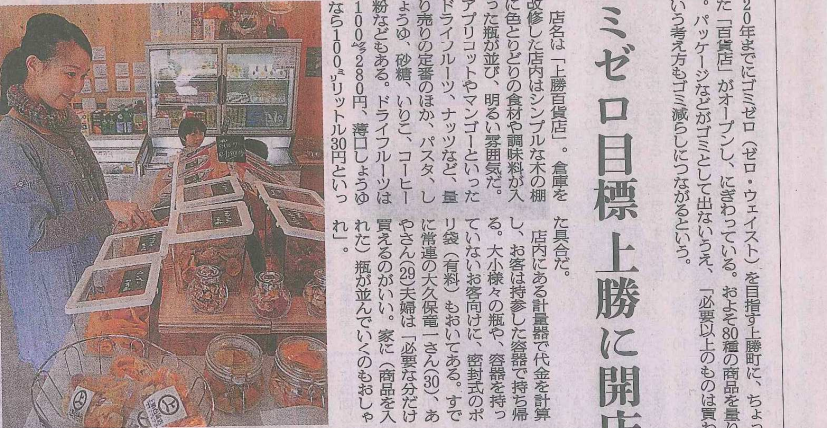 ミゼロ目標 上勝に開店
20年までにゴミゼロ(ゼロ・ウェイスト)を目指す上勝町に、ちょっ
た「百貨店」がオープンし、にぎわっている。およそ80種の商品を量り
。パッケージなどがゴミとして出ないうえ、「必要以上のものは買わ
いう考え方もゴミ減らしにつながるという。
店名は「上勝百貨店」。倉庫を
改修した店内はシンプルな木の棚
に色とりどりの食材や調味料が入
った瓶が並び、明るい雰囲気だ。
アプリコットやマンゴーといった
ドライフルーツ、ナッツなど、量
り売りの定番のほか、パスタ、し
ょうゆ、砂糖、いりこ、コーヒー
粉などもある。ドライフルーツは
100㌘280円、薄口しょうゆ
なら100㍉リットル30円といっ
た具合だ。
店内にある計量器で代金を計算
し、お客は持参した容器で持ち帰
る。大小様々の瓶や、容器を持っ
ていないお客向けに、密封式のポ
リ袋(有料)もおいてある。すで
に常連の大久保竜一さん(30)、あ
やさん(29)夫婦は「必要な分だけ
買えるのがいい。家に(商品を入
れた)瓶が並んでいくのもおしゃ
れ」。